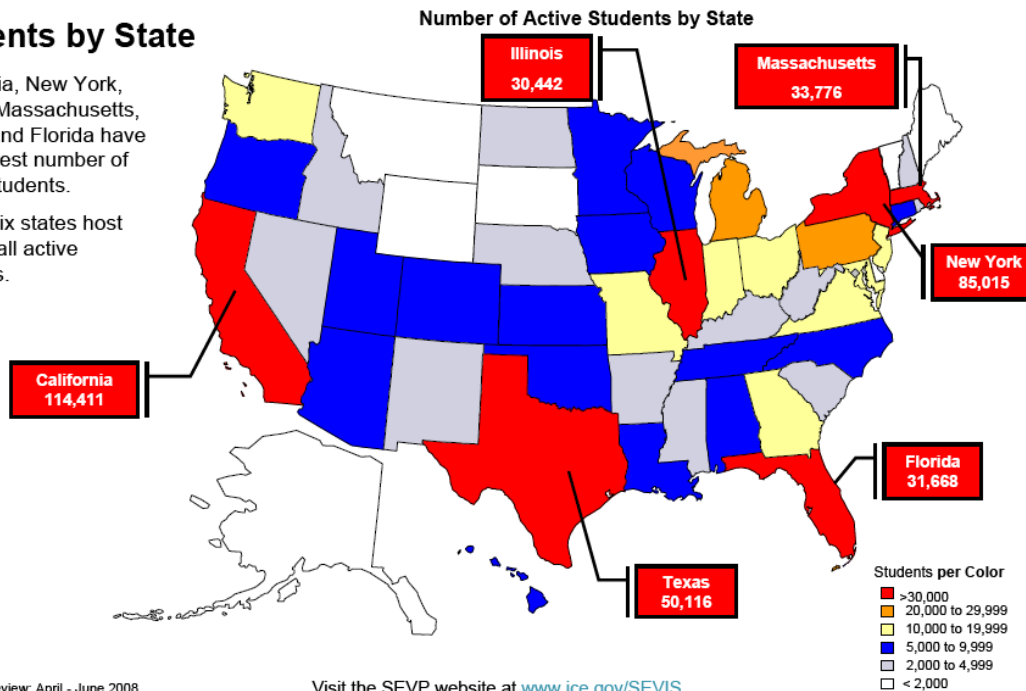 ents by State
ia, New York,
Massachusetts,
nd Florida have
est number of
tudents.
ix states host
all active
s.
Number of Active Students by State
Illinois
30,442
Massachusetts
33,776
New York
85,015
California
114,411
Florida
31,668
Texas
50,116
Students per Color
>30,000
20,000 to 29,999
10,000 to 19,999
5,000 to 9,999
2,000 to 4,999
< 2,000
view: April - June 2008
Visit the SEVP website at www.ice.gov/SEVIS